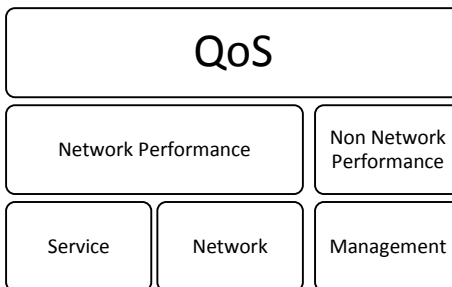 QoS
Network Performance
Non Network
Performance
Service
Network
Management